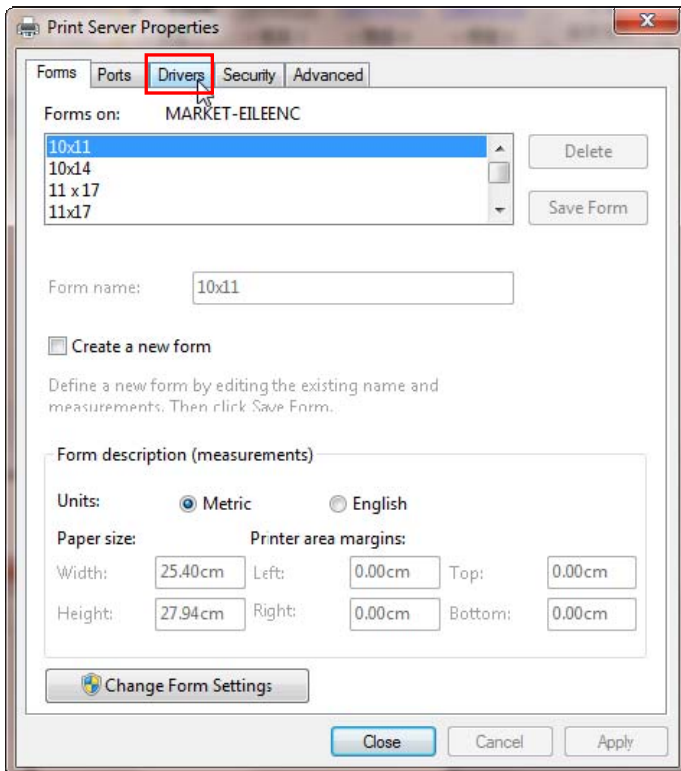 Print Server Properties
Forms Ports Drivers Security Advanced
Forms on: MARKET-EILEENC
10x11
10x14
11 x 17
11x17
Delete
Save Form
Form name: 10x11
Create a new form
Define a new form by editing the existing name and
measurements. Then click Save Form.
Form description (measurements)
Units: Metric English
Paper size: Printer area margins:
Width: 25.40cm Left: 0.00cm Top: 0.00cm
Height: 27.94cm Right: 0.00cm Bottom: 0.00cm
Change Form Settings
Close Cancel Apply